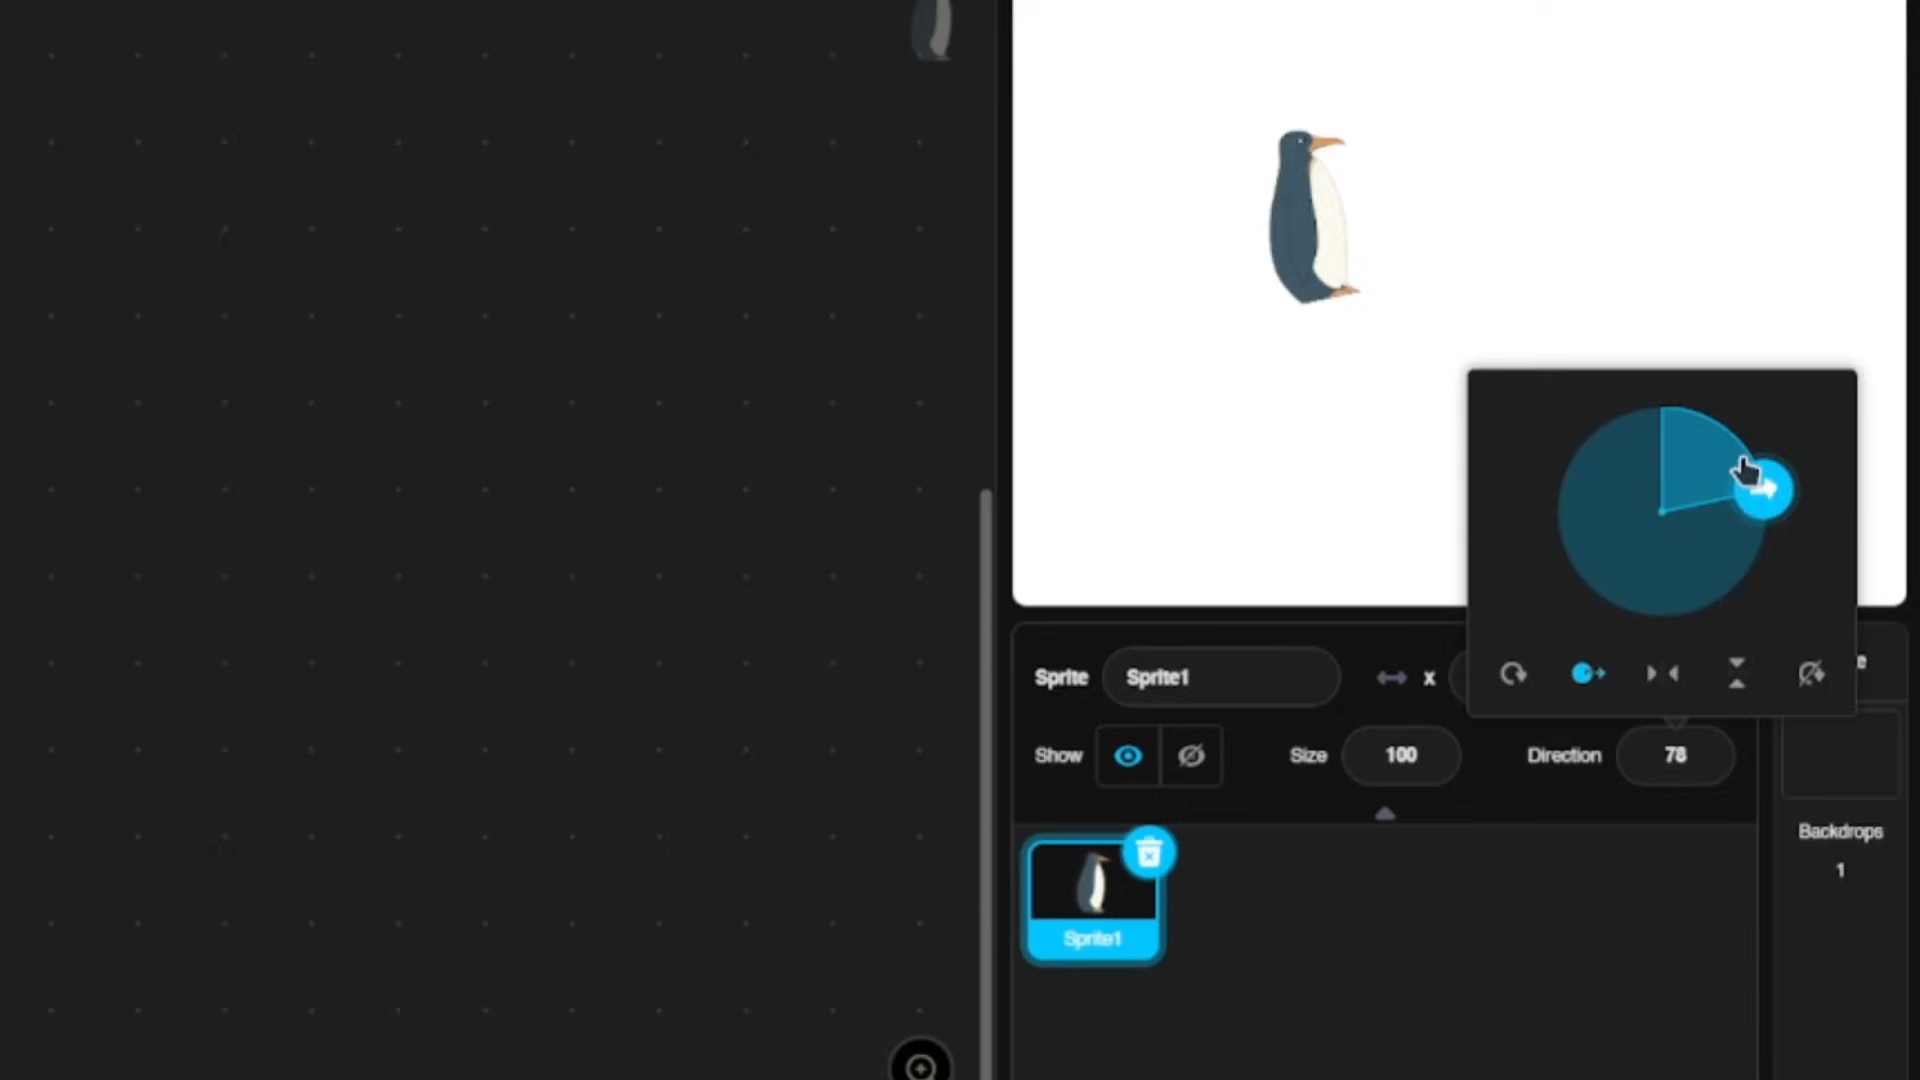 Sprite Sprite1 x
Show Size 100 Direction 78
Sprite1
e
Backdrops
1